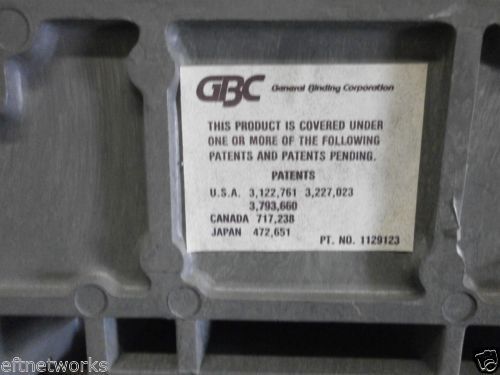 GBC General Binding Corporation
THIS PRODUCT IS COVERED UNDER
ONE OR MORE OF THE FOLLOWING
PATENTS AND PATENTS PENDING.
PATENTS
U.S.A. 3,122,761 3,227,023
3,793,660
CANADA 717,238
JAPAN 472,651
PT. NO. 1129123
eftnetworks